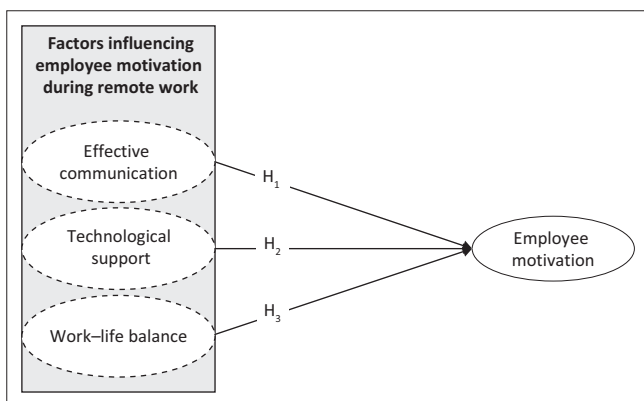 Factors influencing
employee motivation
during remote work
Effective
communication
Technological
support
Work–life balance
H₁
H₂
H₃
Employee
motivation